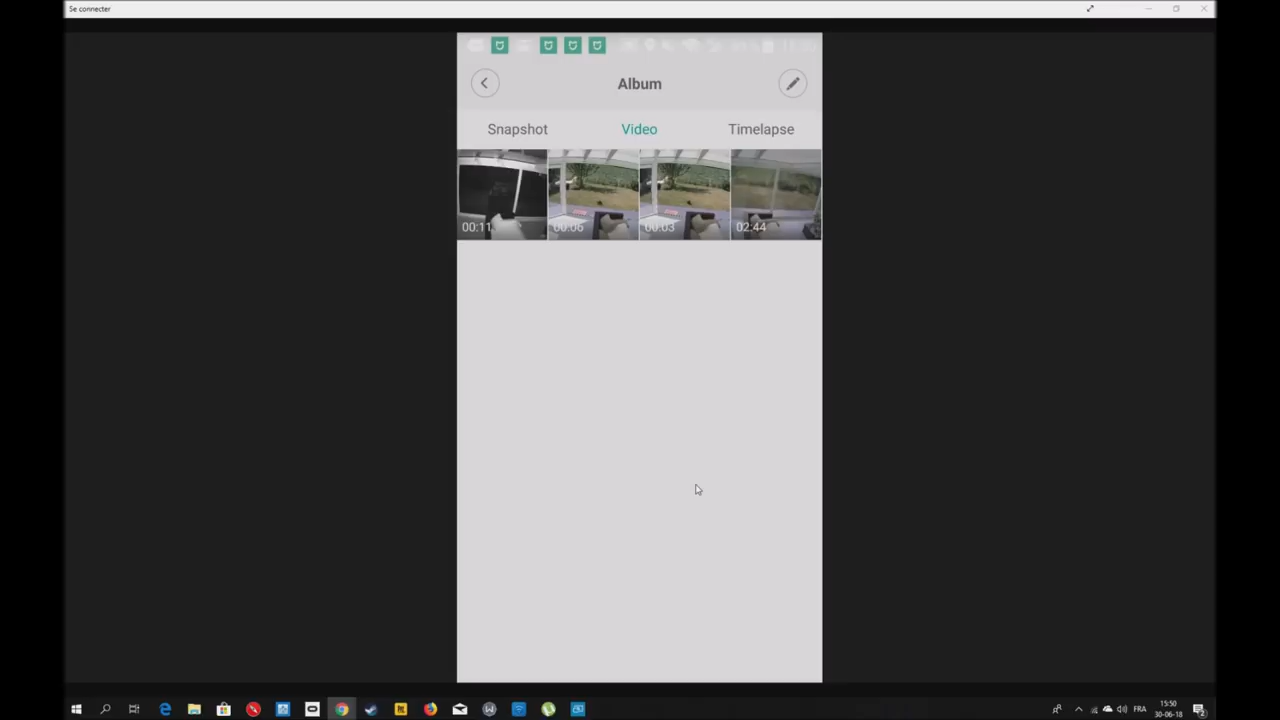 Se connecter
Album
Snapshot Video Timelapse
00:11 00:06 00:03 02:44
FRA
15:50
30-06-18